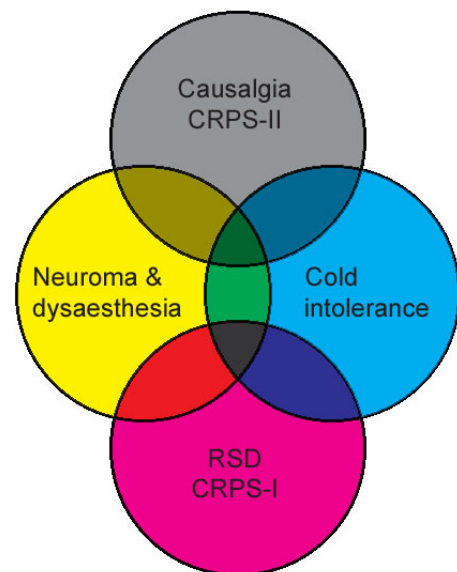 Causalgia
CRPS-II
Neuroma &
dysaesthesia
Cold
intolerance
RSD
CRPS-I